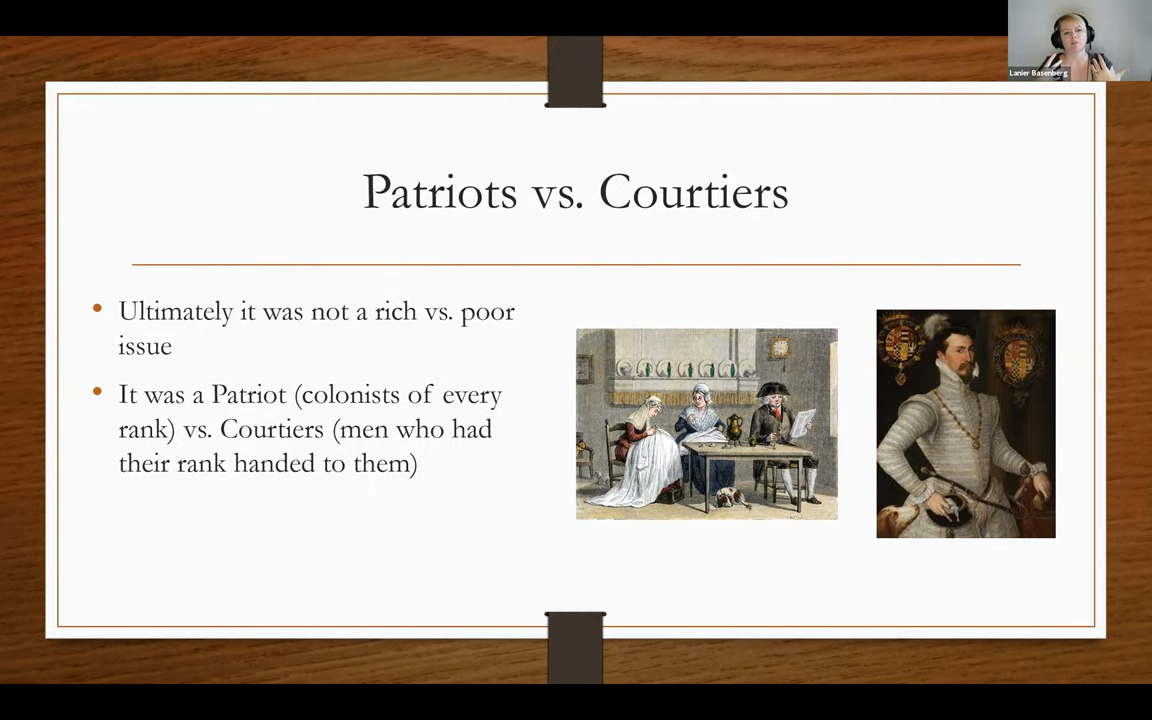 Lanier Basenberg
Patriots vs. Courtiers
• Ultimately it was not a rich vs. poor
issue
• It was a Patriot (colonists of every
rank) vs. Courtiers (men who had
their rank handed to them)